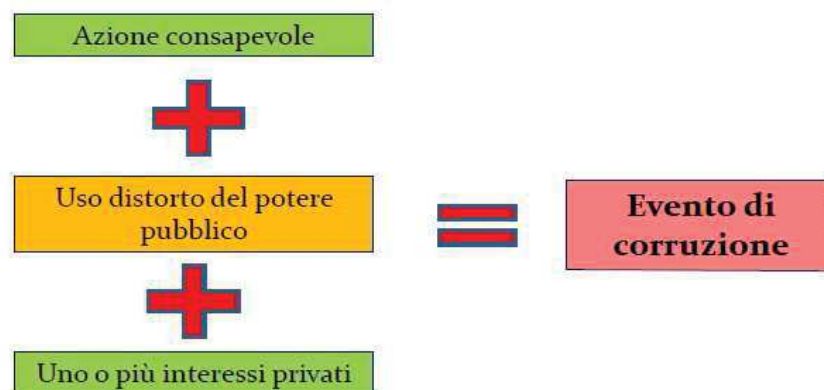 Azione consapevole
Uso distorto del potere
pubblico
Evento di
corruzione
Uno o più interessi privati